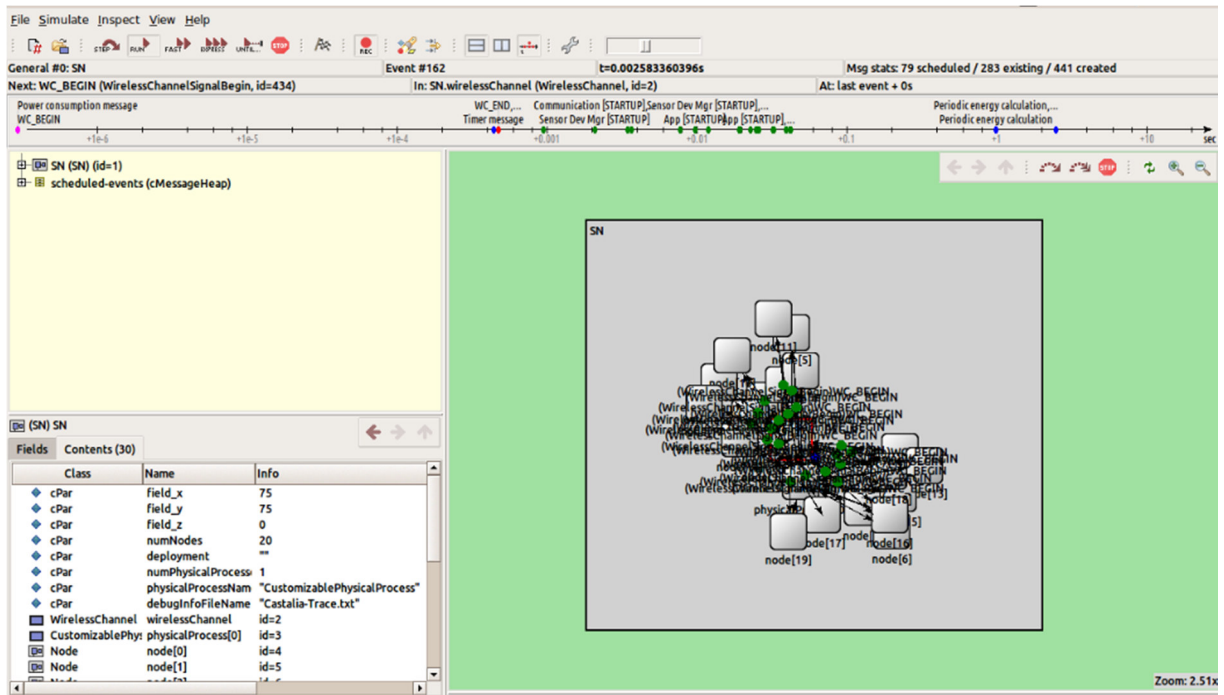 File Simulate Inspect View Help
STEP RUN FAST EXPRESS UNTIL... STOP REC
General #0: SN Event #162 t=0.002583360396s Msg stats: 79 scheduled / 283 existing / 441 created
Next: WC_BEGIN (WirelessChannelSignalBegin, id=434) In: SN.wirelessChannel (WirelessChannel, id=2) At: last event + 0s
Power consumption message WC_END,... Communication [STARTUP],Sensor Dev Mgr [STARTUP],... Periodic energy calculation,...
WC_BEGIN Timer message Sensor Dev Mgr [STARTUP] App [STARTUP] App [STARTUP],... Periodic energy calculation
+1e-6 +1e-5 +1e-4 +0.001 +0.01 +0.1 +1 +10 sec
SN (SN) (id=1)
scheduled-events (cMessageHeap)
STOP
SN
node[11]
node[5]
WC_BEGIN
node[13]
node[18]
node[17]
node[16]
node[19]
node[6]
(SN) SN
Fields Contents (30)
Class Name Info
cPar field_x 75
cPar field_y 75
cPar field_z 0
cPar numNodes 20
cPar deployment ""
cPar numPhysicalProcess 1
cPar physicalProcessNam "CustomizablePhysicalProcess"
cPar debugInfoFileName "Castalia-Trace.txt"
WirelessChannel wirelessChannel id=2
CustomizablePhys physicalProcess[0] id=3
Node node[0] id=4
Node node[1] id=5
Zoom: 2.51x